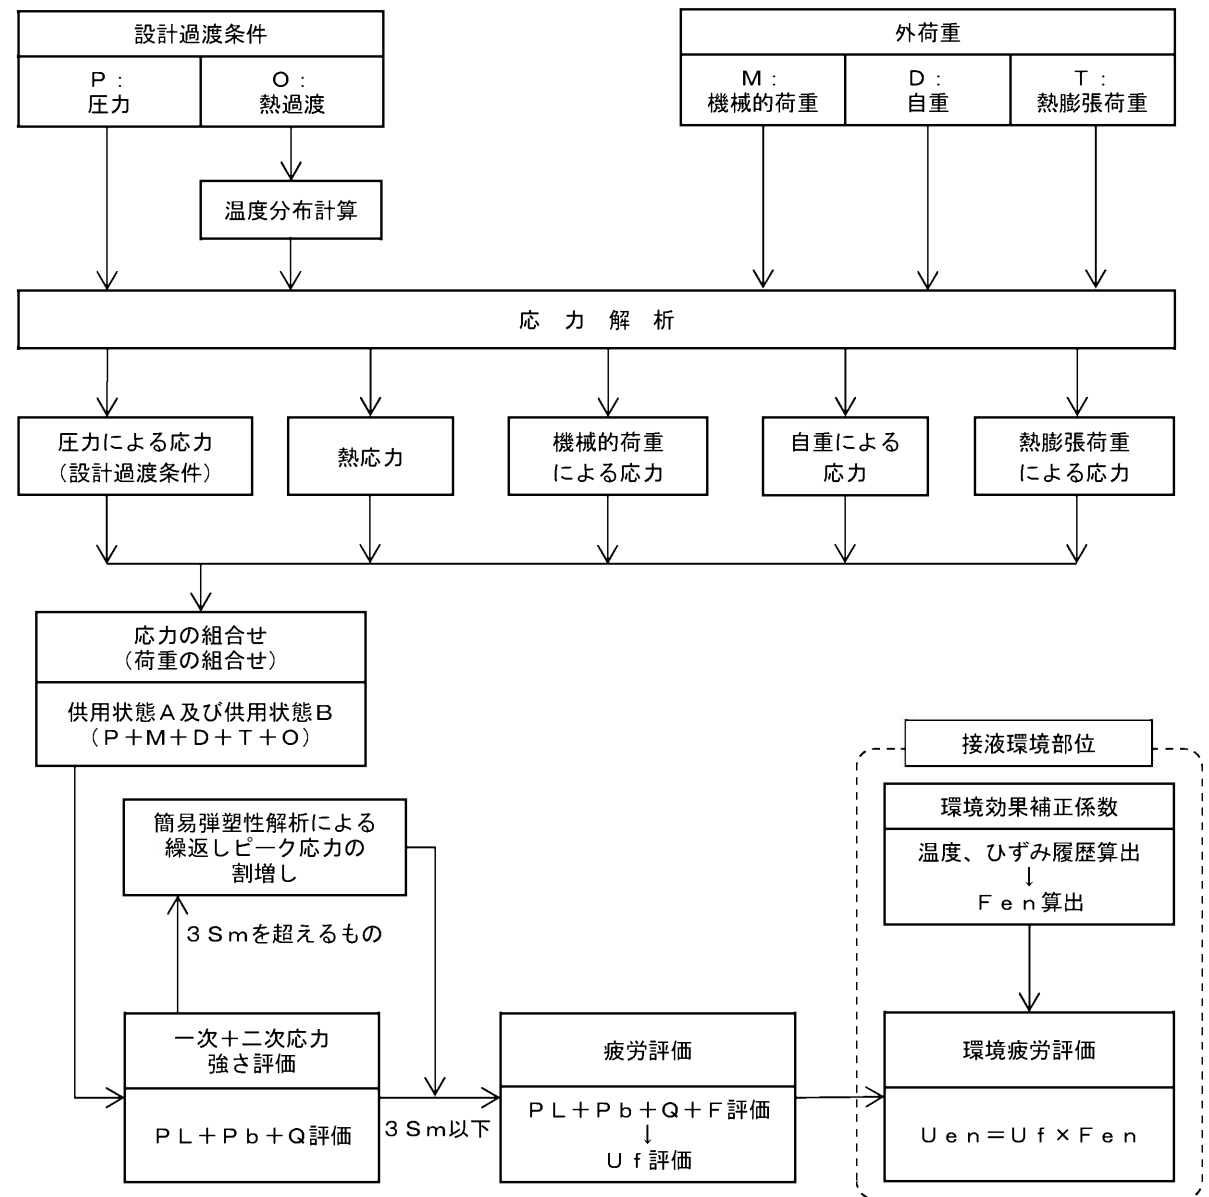 設計過渡条件
P：
圧力
O：
熱過渡
外荷重
M：
機械的荷重
D：
自重
T：
熱膨張荷重
温度分布計算
応　力　解　析
圧力による応力
（設計過渡条件）
熱応力
機械的荷重
による応力
自重による
応力
熱膨張荷重
による応力
応力の組合せ
（荷重の組合せ）
供用状態A及び供用状態B
（P＋M＋D＋T＋O）
接液環境部位
環境効果補正係数
温度、ひずみ履歴算出
↓
Ｆｅｎ算出
簡易弾塑性解析による
繰返しピーク応力の
割増し
３Ｓｍを超えるもの
一次＋二次応力
強さ評価
ＰＬ＋Ｐｂ＋Ｑ評価
３Ｓｍ以下
疲労評価
ＰＬ＋Ｐｂ＋Ｑ＋Ｆ評価
↓
Ｕｆ評価
環境疲労評価
Ｕｅｎ＝Ｕｆ×Ｆｅｎ